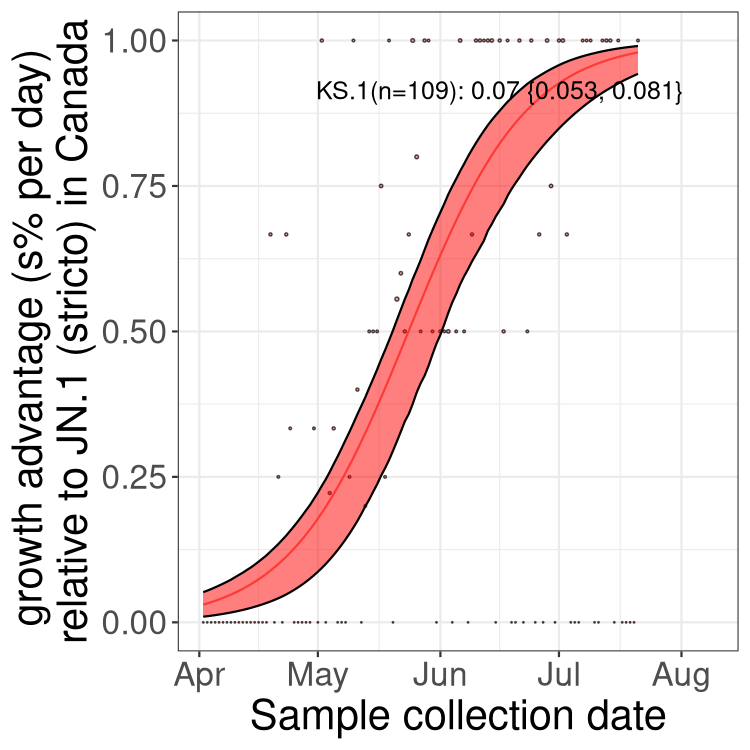 growth advantage (s% per day)
relative to JN.1 (stricto) in Canada
1.00
0.75
0.50
0.25
0.00
KS.1(n=109): 0.07 {0.053, 0.081}
Apr May Jun Jul Aug
Sample collection date